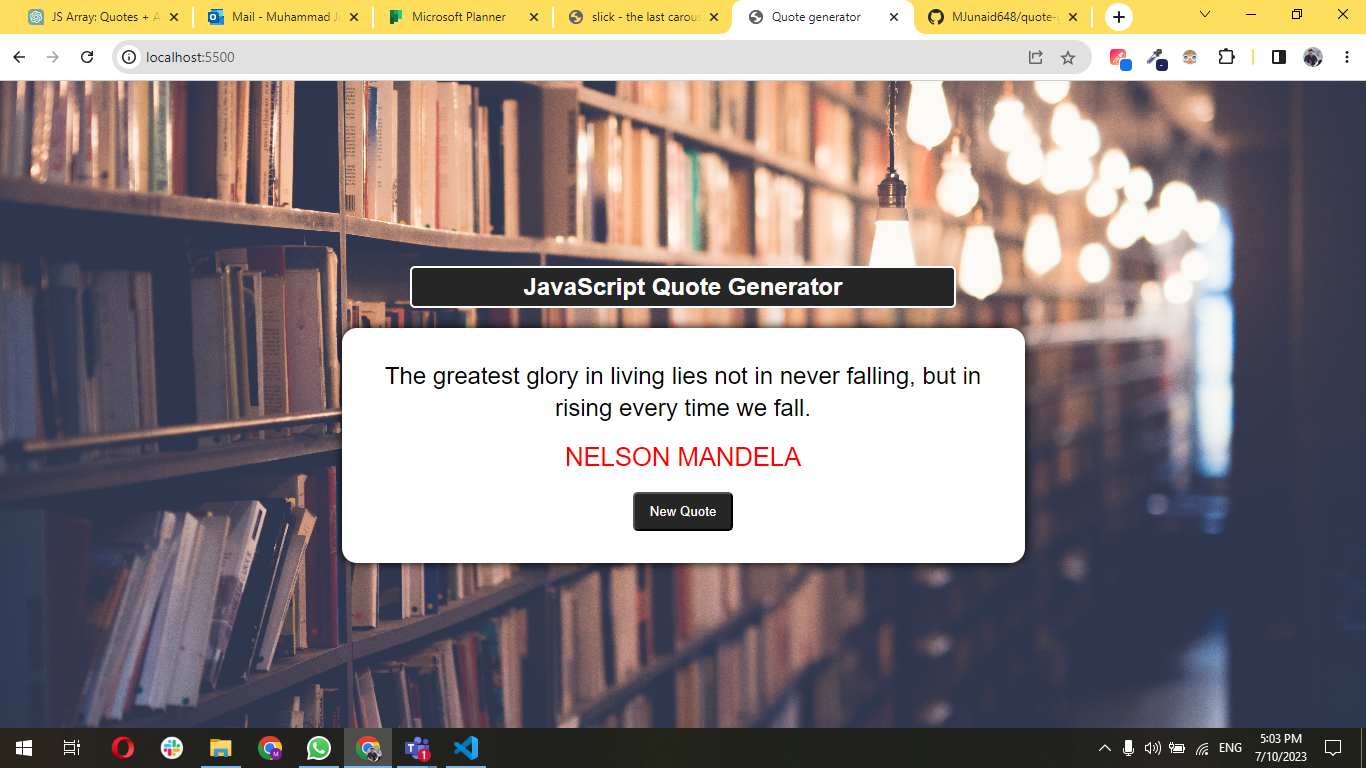 JS Array: Quotes + A
Mail - Muhammad Ju
Microsoft Planner
slick - the last carous
Quote generator
MJunaid648/quote-g
localhost:5500
JavaScript Quote Generator
The greatest glory in living lies not in never falling, but in
rising every time we fall.
NELSON MANDELA
New Quote
ENG
5:03 PM
7/10/2023